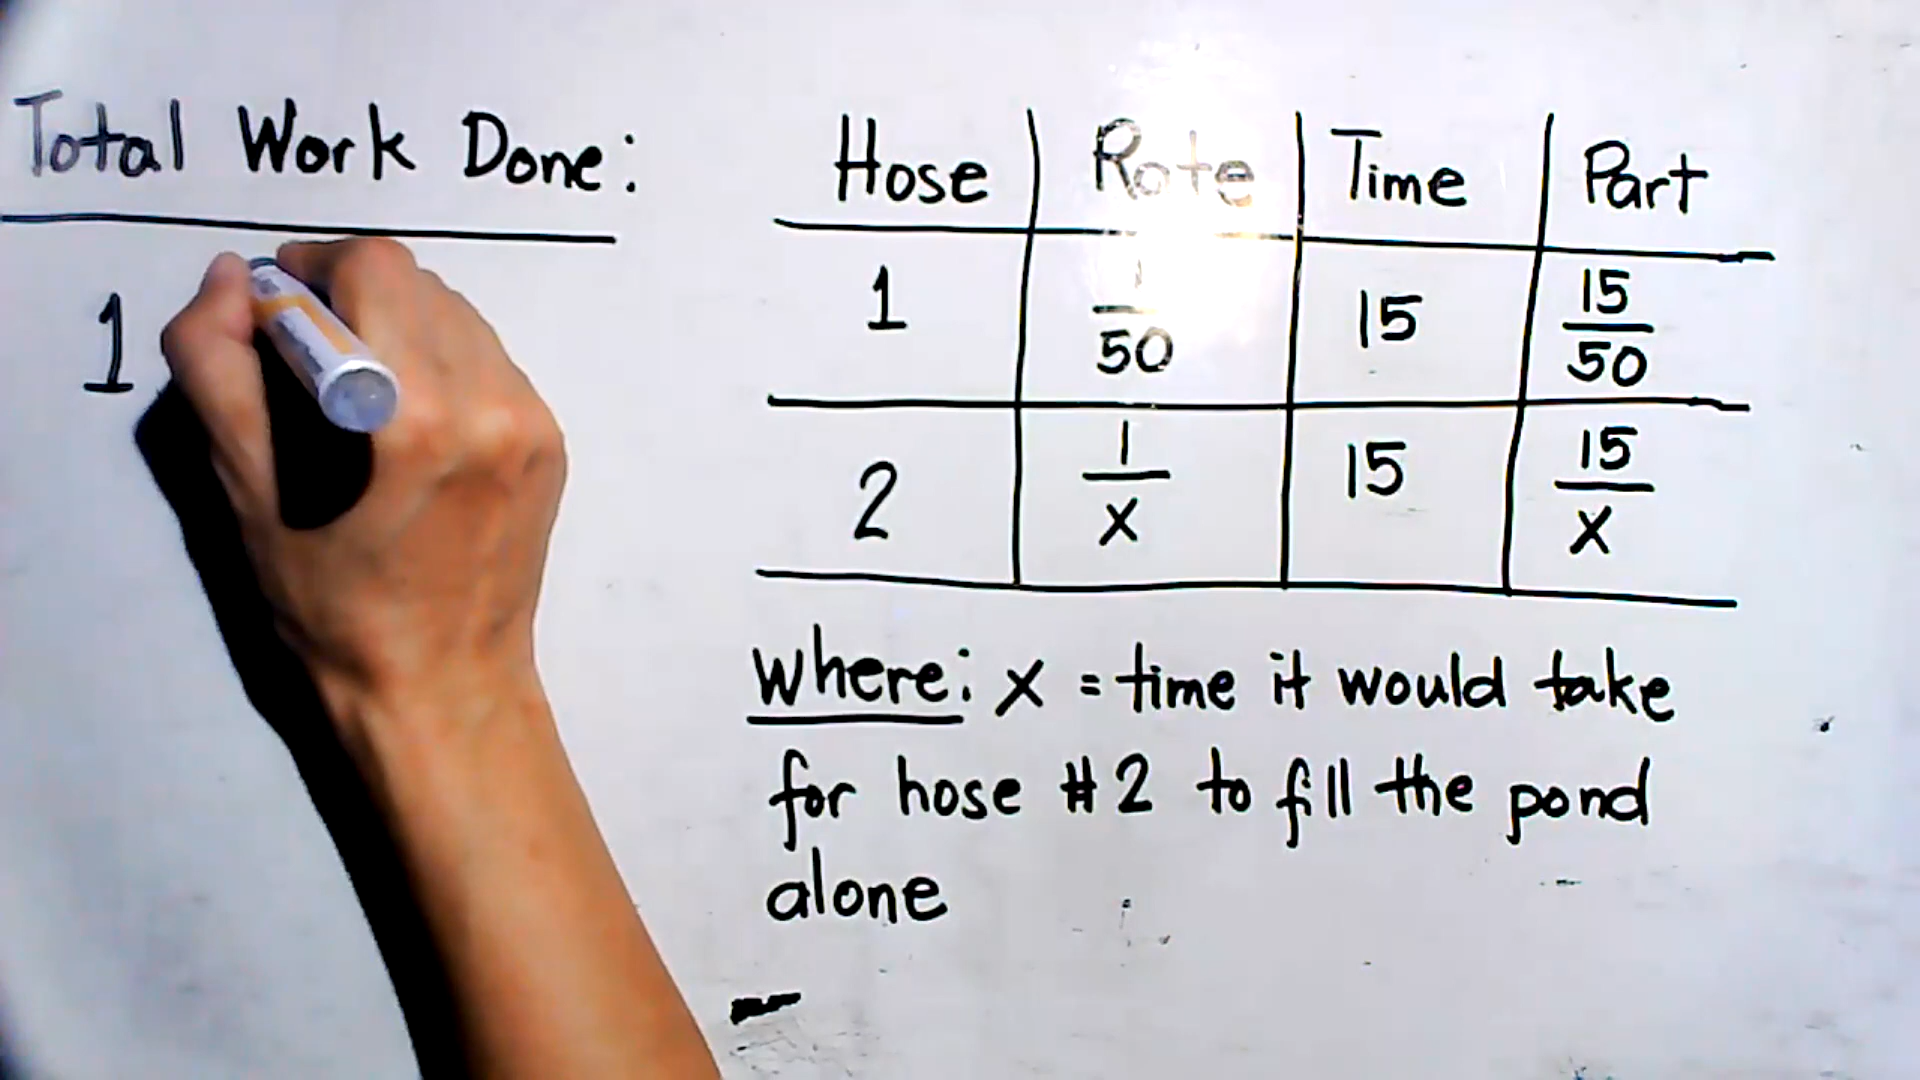 Total Work Done:
1
Hose Rate Time Part
1 1/50 15 15/50
2 1/x 15 15/x
where: x = time it would take
for hose #2 to fill the pond
alone